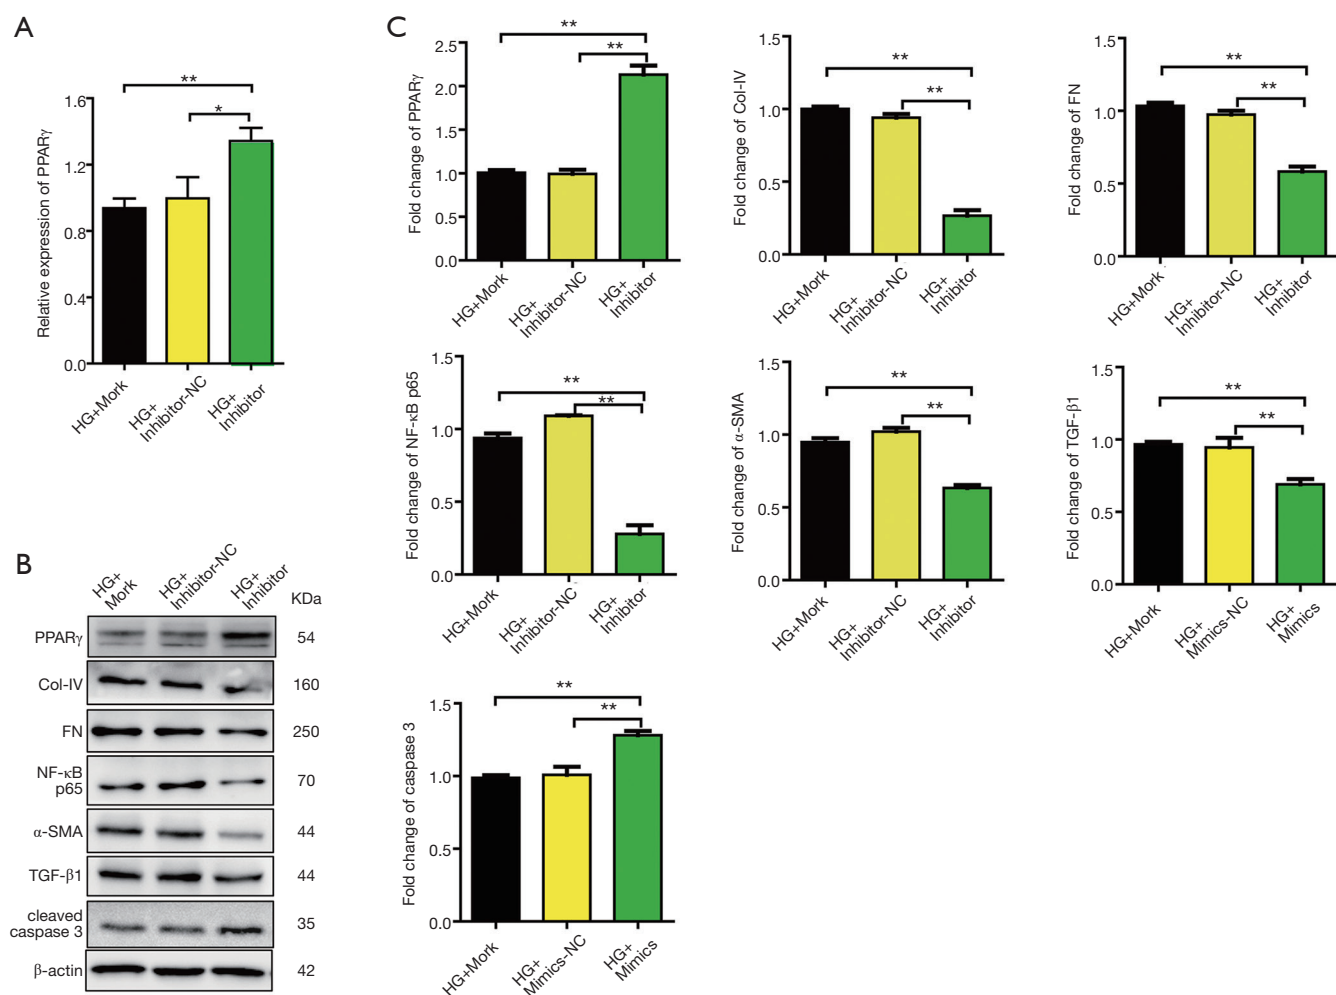 A
Relative expression of PPARγ
1.6
1.2
0.8
0.4
0.0
**
*
HG+Mork
HG+
Inhibitor-NC
HG+
Inhibitor
B
HG+
Mork
HG+
Inhibitor-NC
HG+
Inhibitor
KDa
PPARγ
54
Col-IV
160
FN
250
NF-κB
p65
70
α-SMA
44
TGF-β1
44
cleaved
caspase 3
35
β-actin
42
C
Fold change of PPARγ
2.5
2.0
1.5
1.0
0.5
0.0
**
**
HG+Mork
HG+
Inhibitor-NC
HG+
Inhibitor
Fold change of Col-IV
1.5
1.0
0.5
0.0
**
**
HG+Mork
HG+
Inhibitor-NC
HG+
Inhibitor
Fold change of FN
1.5
1.0
0.5
0.0
**
**
HG+Mork
HG+
Inhibitor-NC
HG+
Inhibitor
Fold change of NF-κB p65
1.5
1.0
0.5
0.0
**
**
HG+Mork
HG+
Inhibitor-NC
HG+
Inhibitor
Fold change of α-SMA
1.5
1.0
0.5
0.0
**
**
HG+Mork
HG+
Inhibitor-NC
HG+
Inhibitor
Fold change of TGF-β1
1.5
1.0
0.5
0.0
**
**
HG+Mork
HG+
Mimics-NC
HG+
Mimics
Fold change of caspase 3
1.5
1.0
0.5
0.0
**
**
HG+Mork
HG+
Mimics-NC
HG+
Mimics